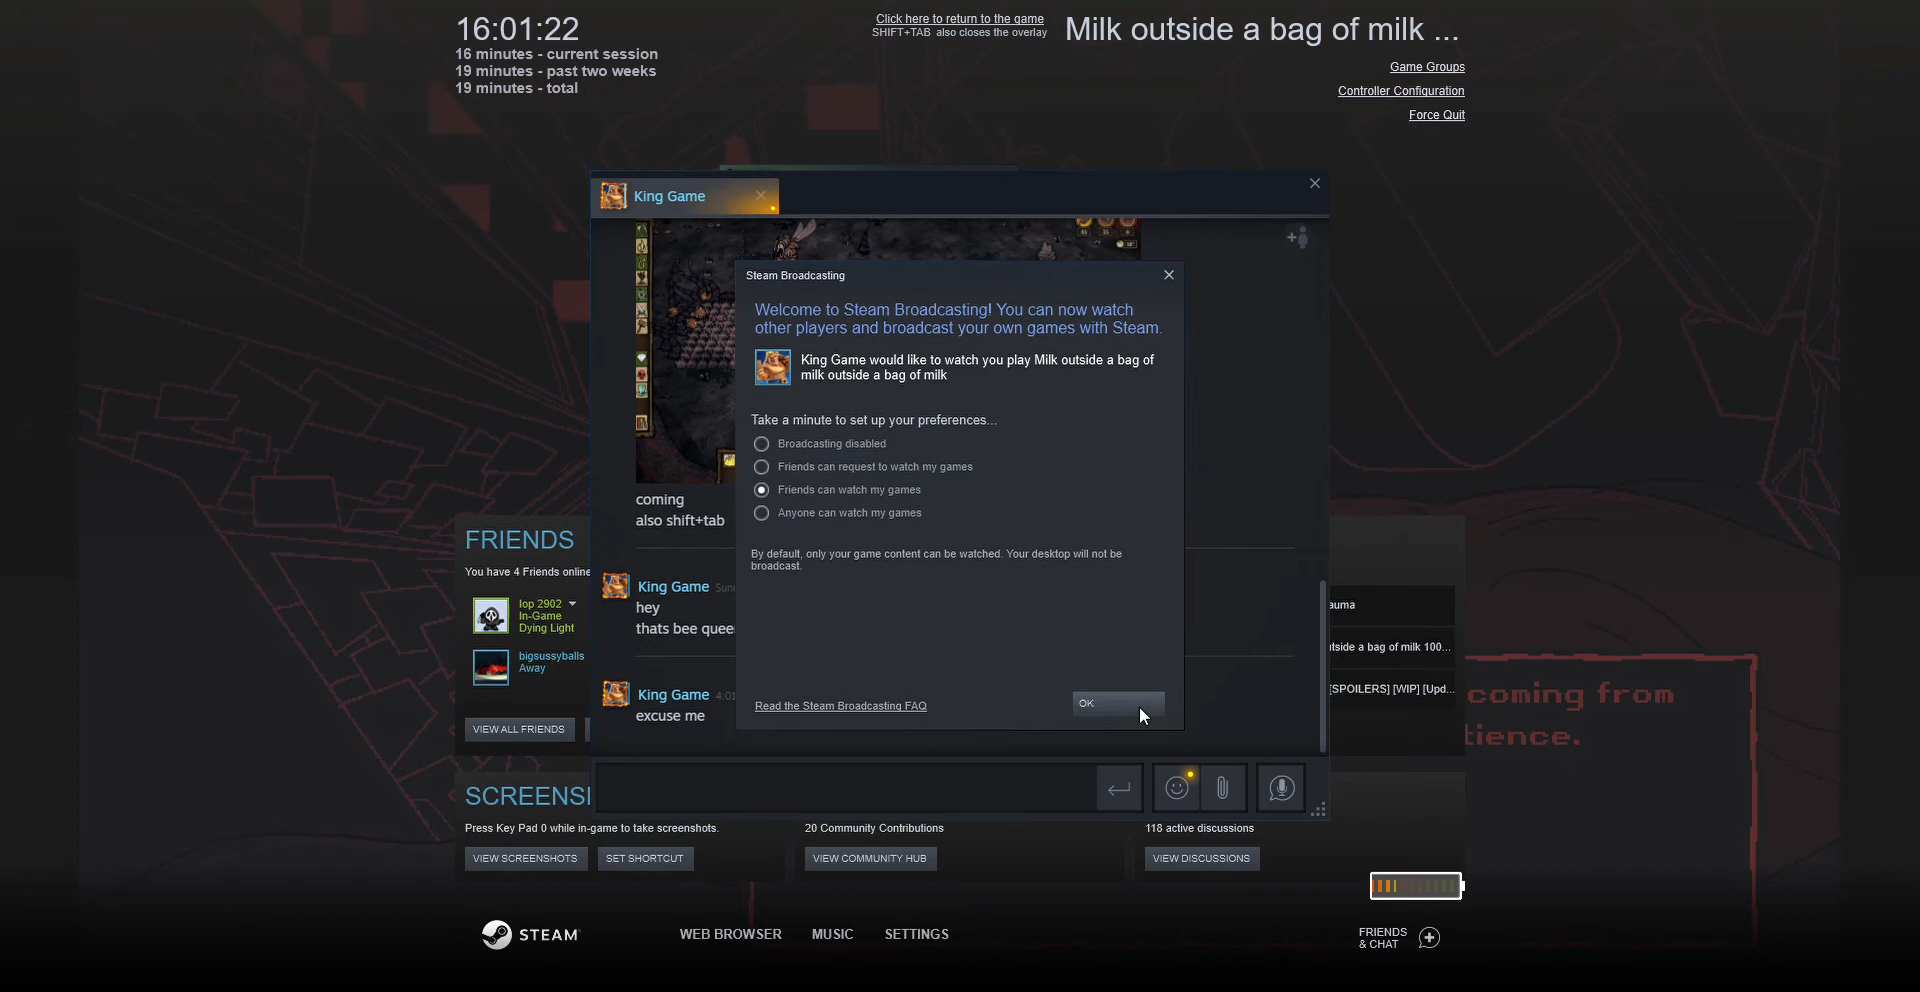 16:01:22
16 minutes - current session
19 minutes - past two weeks
19 minutes - total
Click here to return to the game
SHIFT+TAB also closes the overlay
Milk outside a bag of milk ...
Game Groups
Controller Configuration
Force Quit
King Game
Steam Broadcasting
Welcome to Steam Broadcasting! You can now watch
other players and broadcast your own games with Steam.
King Game would like to watch you play Milk outside a bag of
milk outside a bag of milk
Take a minute to set up your preferences...
Broadcasting disabled
Friends can request to watch my games
Friends can watch my games
Anyone can watch my games
By default, only your game content can be watched. Your desktop will not be
broadcast.
Read the Steam Broadcasting FAQ
OK
coming
also shift+tab
King Game
hey
thats bee quee
King Game 4:01
excuse me
FRIENDS
You have 4 Friends online
lop 2902
In-Game
Dying Light
bigsussyballs
Away
VIEW ALL FRIENDS
auma
tside a bag of milk 100...
[SPOILERS] [WIP] [Upd...
coming from
tience.
SCREENS
Press Key Pad 0 while in-game to take screenshots.
VIEW SCREENSHOTS
SET SHORTCUT
20 Community Contributions
VIEW COMMUNITY HUB
118 active discussions
VIEW DISCUSSIONS
STEAM
WEB BROWSER
MUSIC
SETTINGS
FRIENDS
& CHAT